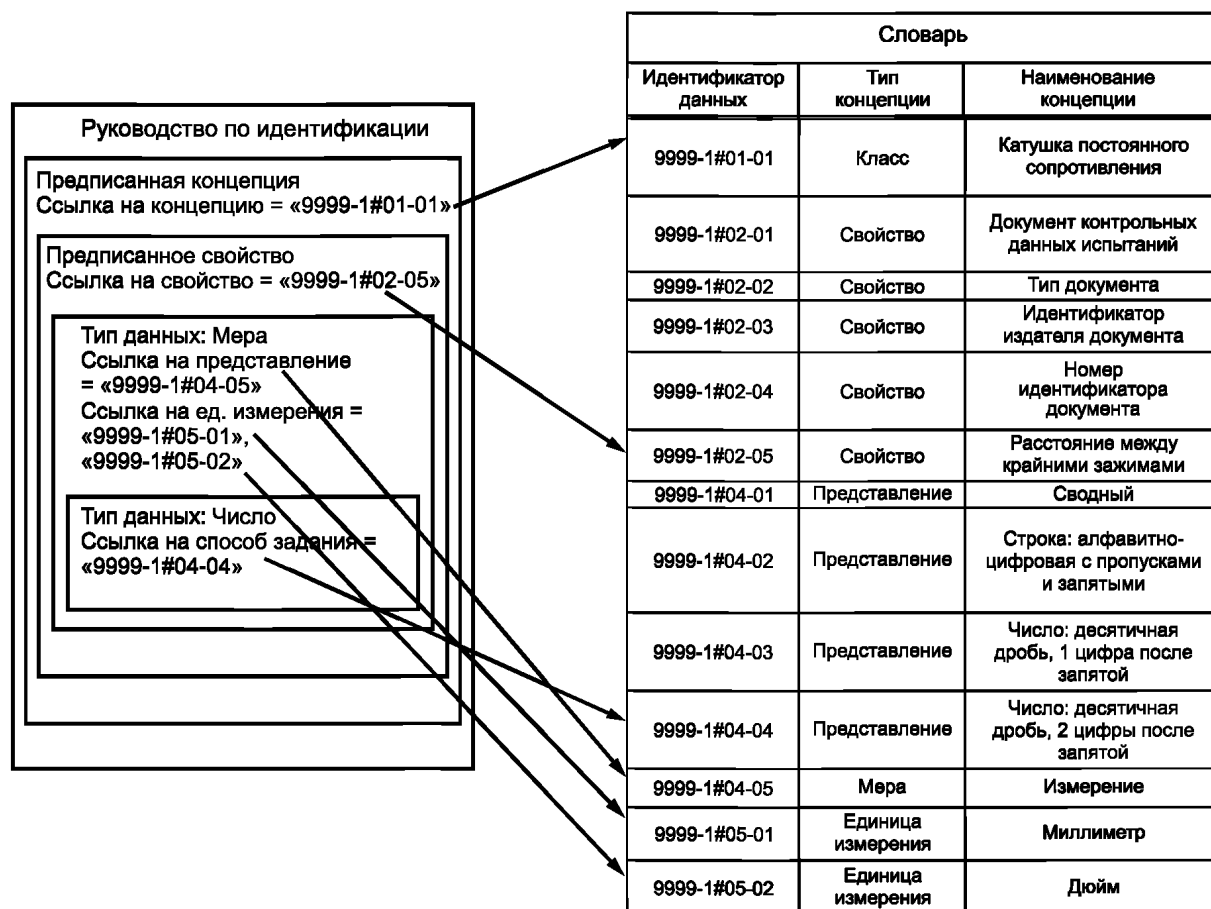 Руководство по идентификации
Предписанная концепция
Ссылка на концепцию = «9999-1#01-01»
Предписанное свойство
Ссылка на свойство = «9999-1#02-05»
Тип данных: Мера
Ссылка на представление
= «9999-1#04-05»
Ссылка на ед. измерения =
«9999-1#05-01»,
«9999-1#05-02»
Тип данных: Число
Ссылка на способ задания =
«9999-1#04-04»
Словарь
Идентификатор
данных
Тип
концепции
Наименование
концепции
9999-1#01-01
Класс
Катушка постоянного
сопротивления
9999-1#02-01
Свойство
Документ контрольных
данных испытаний
9999-1#02-02
Свойство
Тип документа
9999-1#02-03
Свойство
Идентификатор
издателя документа
9999-1#02-04
Свойство
Номер
идентификатора
документа
9999-1#02-05
Свойство
Расстояние между
крайними зажимами
9999-1#04-01
Представление
Сводный
9999-1#04-02
Представление
Строка: алфавитно-
цифровая с пропусками
и запятыми
9999-1#04-03
Представление
Число: десятичная
дробь, 1 цифра после
запятой
9999-1#04-04
Представление
Число: десятичная
дробь, 2 цифры после
запятой
9999-1#04-05
Мера
Измерение
9999-1#05-01
Единица
измерения
Миллиметр
9999-1#05-02
Единица
измерения
Дюйм